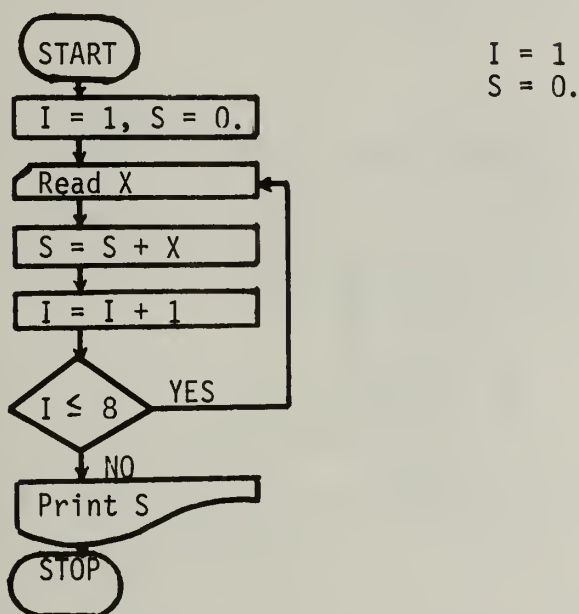 START
I = 1, S = 0.
Read X
S = S + X
I = I + 1
I ≤ 8
YES
NO
Print S
STOP
I = 1
S = 0.